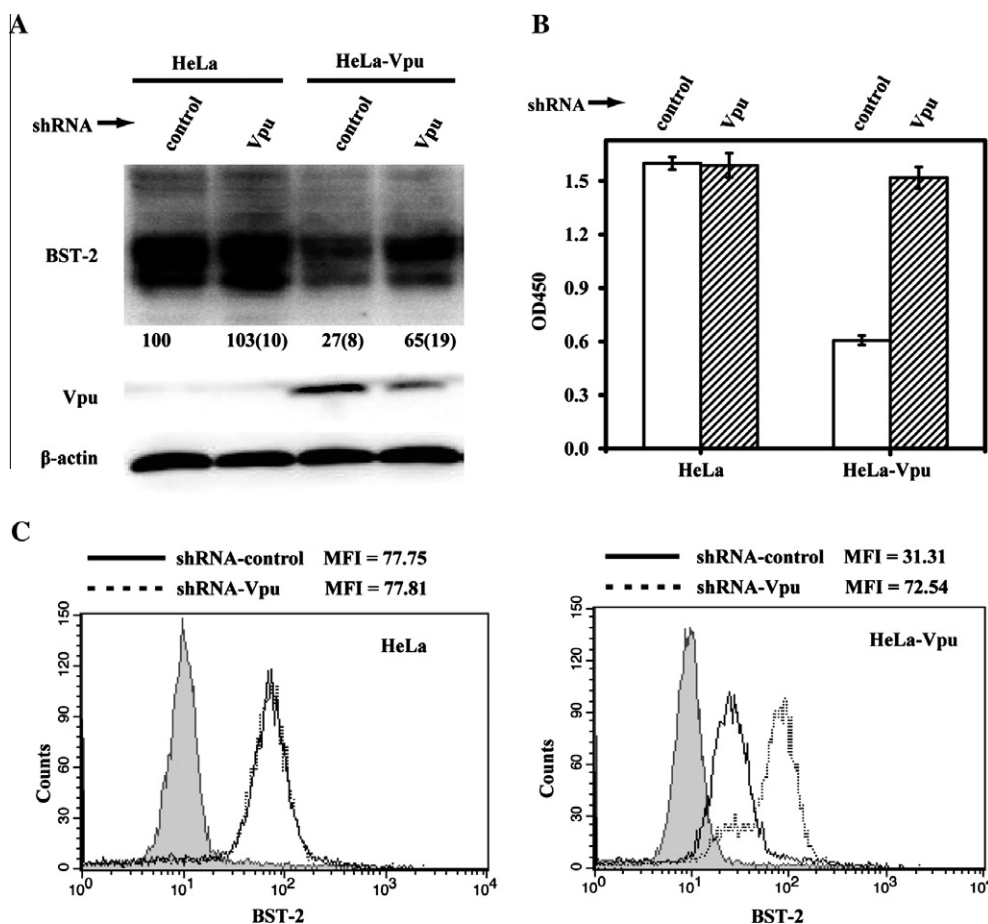 A
HeLa HeLa-Vpu
shRNA control Vpu control Vpu
BST-2
100 103(10) 27(8) 65(19)
Vpu
β-actin
B
shRNA control Vpu control Vpu
OD450
1.5
1.2
0.9
0.6
0.3
0.0
HeLa HeLa-Vpu
C
shRNA-control MFI = 77.75
shRNA-Vpu MFI = 77.81
HeLa
Counts
150
120
90
60
30
0
10⁰ 10¹ 10² 10³ 10⁴
BST-2
shRNA-control MFI = 31.31
shRNA-Vpu MFI = 72.54
HeLa-Vpu
Counts
150
120
90
60
30
0
10⁰ 10¹ 10² 10³ 10⁴
BST-2